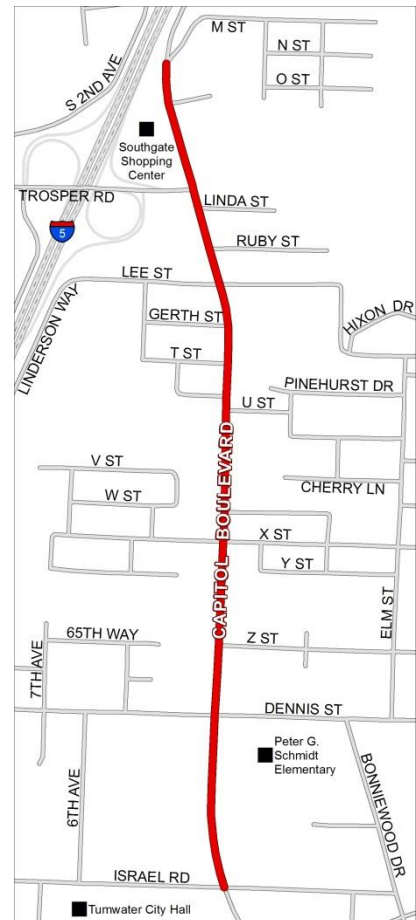 M ST
N ST
S 2ND AVE
O ST
Southgate
Shopping
Center
TROSPER RD
LINDA ST
5
RUBY ST
LEE ST
LINDERSON WAY
HIXON DR
GERTH ST
T ST
PINEHURST DR
U ST
CAPITOL BOULEVARD
V ST
CHERRY LN
W ST
X ST
Y ST
ELM ST
65TH WAY
Z ST
7TH AVE
DENNIS ST
Peter G.
Schmidt
Elementary
6TH AVE
BONNIEWOOD DR
ISRAEL RD
Tumwater City Hall